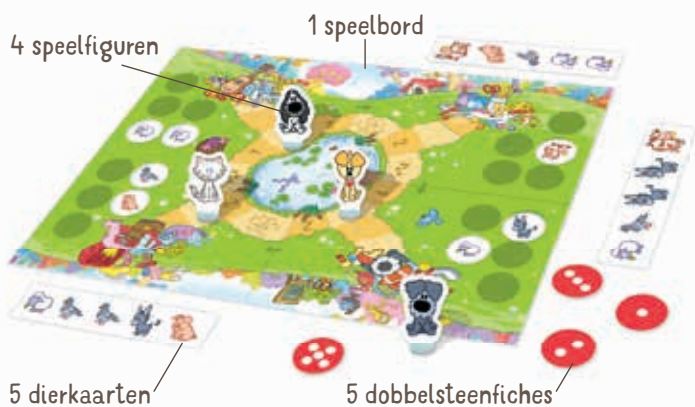 1 speelbord
4 speelfiguren
5 dierkaarten
5 dobbelsteenfiches